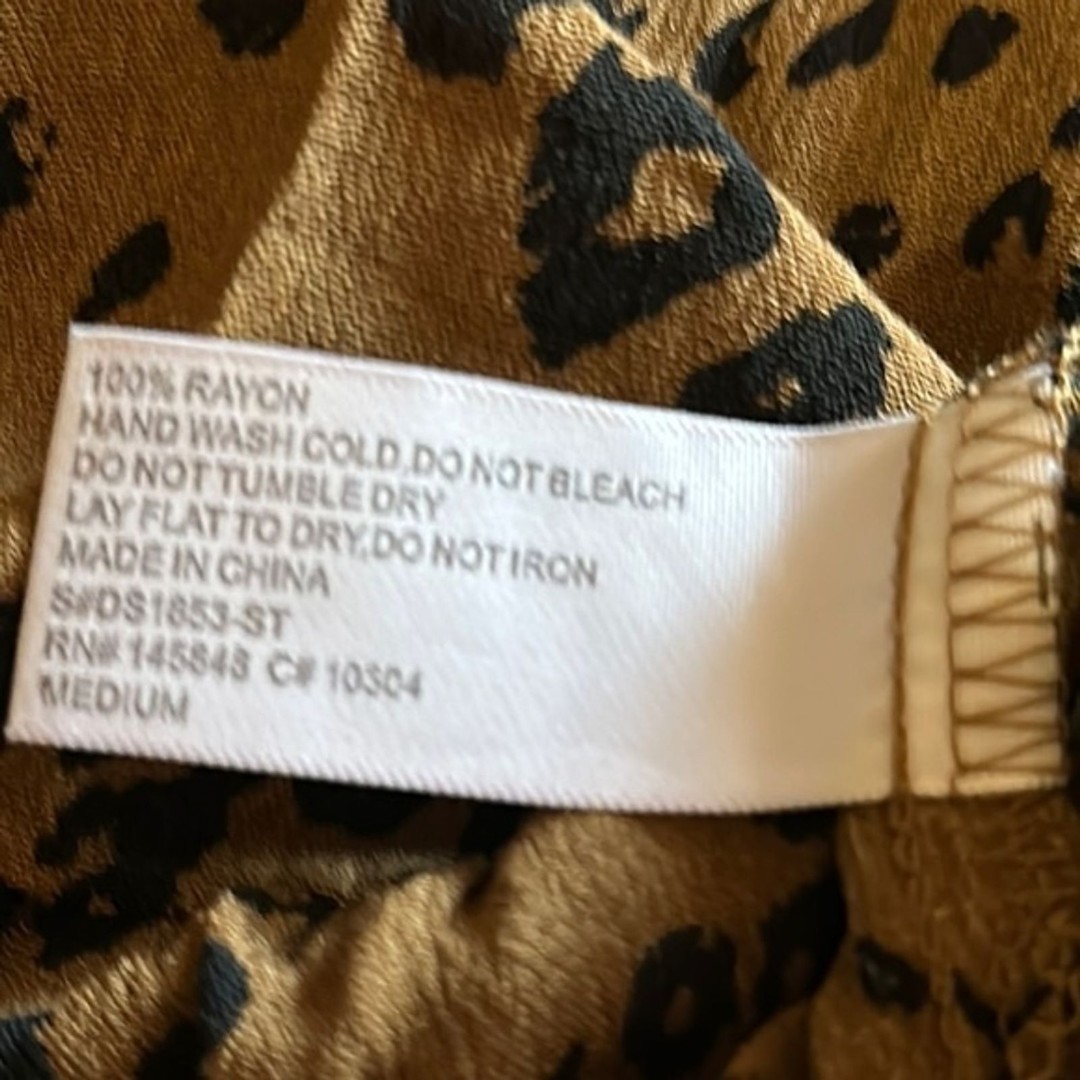 100% RAYON
HAND WASH COLD,DO NOT BLEACH
DO NOT TUMBLE DRY
LAY FLAT TO DRY,DO NOT IRON
MADE IN CHINA
S#DS1853-ST
RN# 145848 C# 10304
MEDIUM